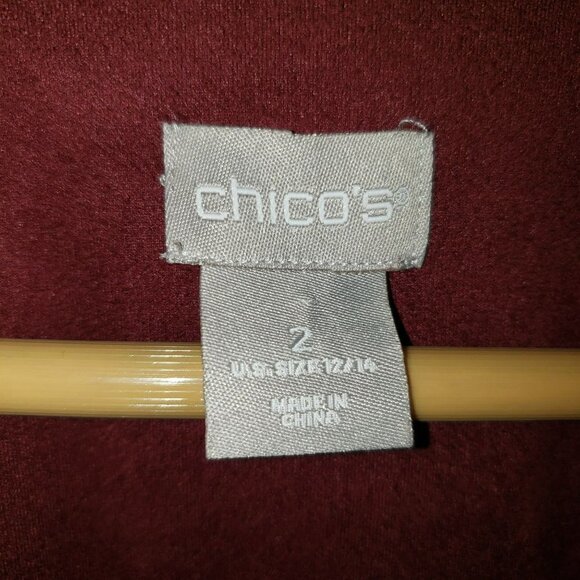 chico's®
2
U.S. SIZE 12/14
MADE IN
CHINA